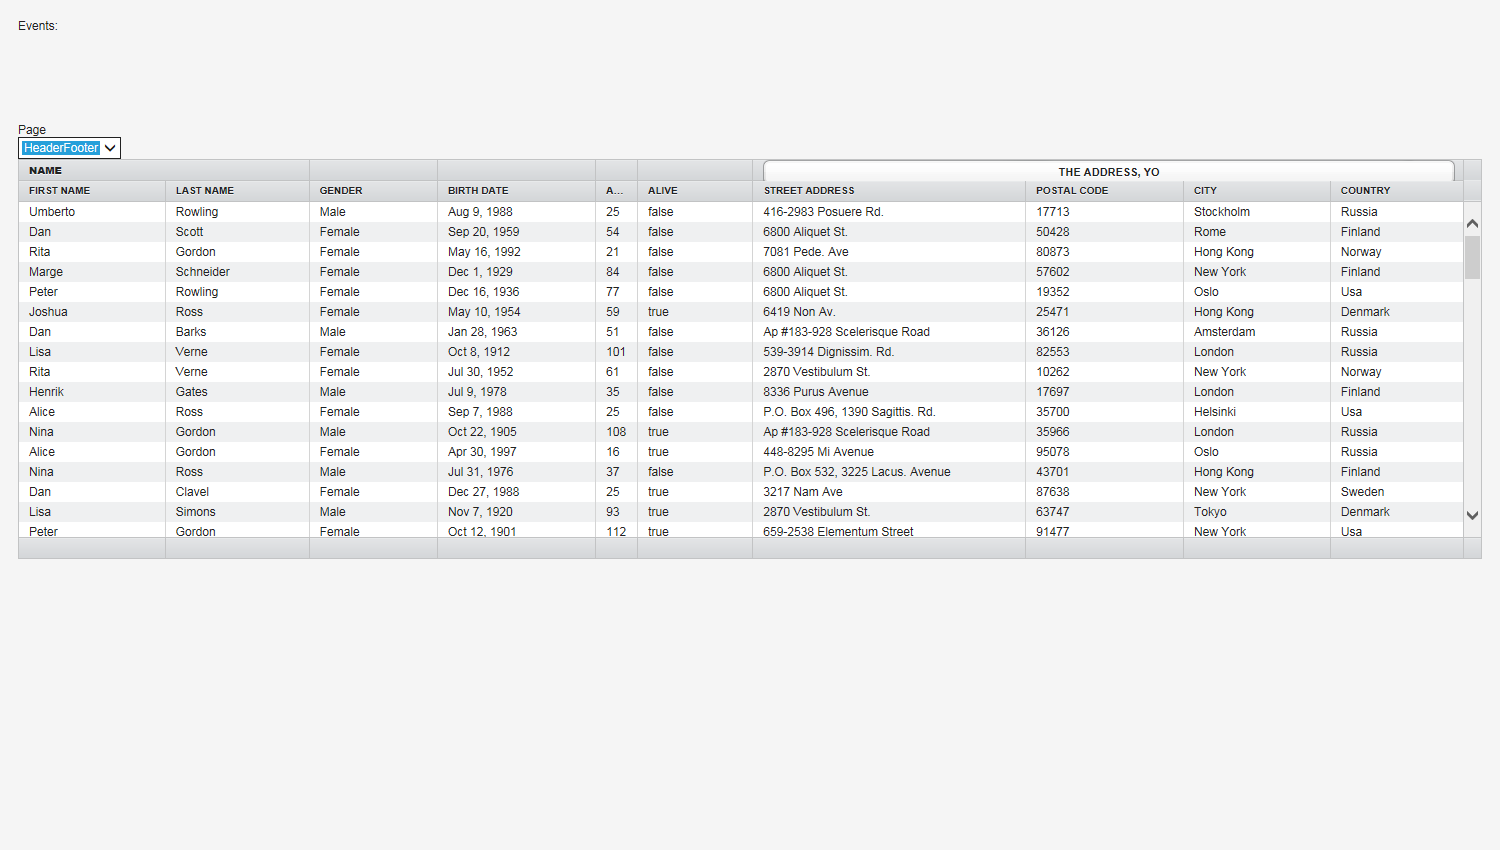 Events:
Page
HeaderFooter
NAME THE ADDRESS, YO
FIRST NAME LAST NAME GENDER BIRTH DATE A... ALIVE STREET ADDRESS POSTAL CODE CITY COUNTRY
Umberto Rowling Male Aug 9, 1988 25 false 416-2983 Posuere Rd. 17713 Stockholm Russia
Dan Scott Female Sep 20, 1959 54 false 6800 Aliquet St. 50428 Rome Finland
Rita Gordon Female May 16, 1992 21 false 7081 Pede. Ave 80873 Hong Kong Norway
Marge Schneider Female Dec 1, 1929 84 false 6800 Aliquet St. 57602 New York Finland
Peter Rowling Female Dec 16, 1936 77 false 6800 Aliquet St. 19352 Oslo Usa
Joshua Ross Female May 10, 1954 59 true 6419 Non Av. 25471 Hong Kong Denmark
Dan Barks Male Jan 28, 1963 51 false Ap #183-928 Scelerisque Road 36126 Amsterdam Russia
Lisa Verne Female Oct 8, 1912 101 false 539-3914 Dignissim. Rd. 82553 London Russia
Rita Verne Female Jul 30, 1952 61 false 2870 Vestibulum St. 10262 New York Norway
Henrik Gates Male Jul 9, 1978 35 false 8336 Purus Avenue 17697 London Finland
Alice Ross Female Sep 7, 1988 25 false P.O. Box 496, 1390 Sagittis. Rd. 35700 Helsinki Usa
Nina Gordon Male Oct 22, 1905 108 true Ap #183-928 Scelerisque Road 35966 London Russia
Alice Gordon Female Apr 30, 1997 16 true 448-8295 Mi Avenue 95078 Oslo Russia
Nina Ross Male Jul 31, 1976 37 false P.O. Box 532, 3225 Lacus. Avenue 43701 Hong Kong Finland
Dan Clavel Female Dec 27, 1988 25 true 3217 Nam Ave 87638 New York Sweden
Lisa Simons Male Nov 7, 1920 93 true 2870 Vestibulum St. 63747 Tokyo Denmark
Peter Gordon Female Oct 12, 1901 112 true 659-2538 Elementum Street 91477 New York Usa